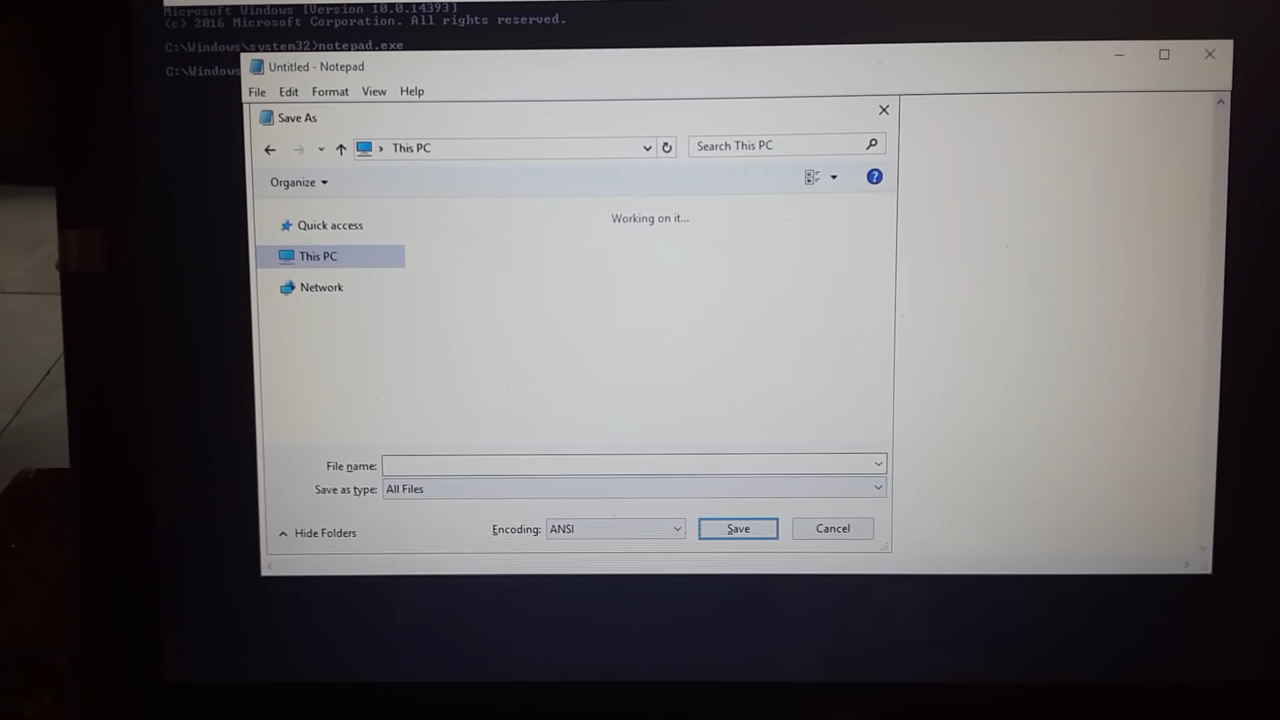 Microsoft Windows [Version 10.0.14393]
(c) 2016 Microsoft Corporation. All rights reserved.
C:\Windows\system32>notepad.exe
C:\Windows
Untitled - Notepad
File Edit Format View Help
Save As
This PC
Search This PC
Organize
Working on it...
Quick access
This PC
Network
File name:
Save as type: All Files
Hide Folders
Encoding: ANSI
Save
Cancel